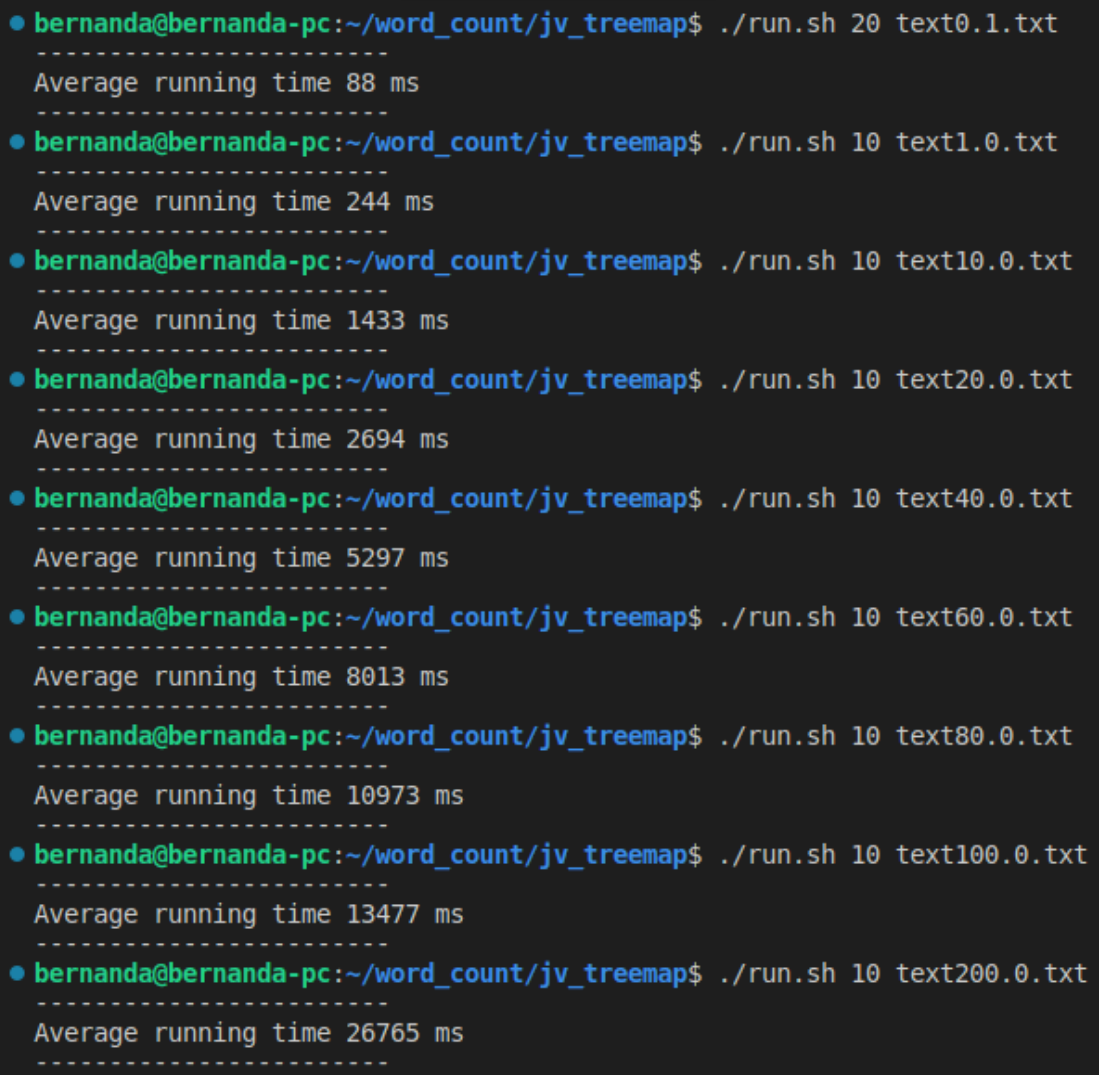 bernanda@bernanda-pc:~/word_count/jv_treemap$ ./run.sh 20 text0.1.txt
------------------------
Average running time 88 ms
------------------------
bernanda@bernanda-pc:~/word_count/jv_treemap$ ./run.sh 10 text1.0.txt
------------------------
Average running time 244 ms
------------------------
bernanda@bernanda-pc:~/word_count/jv_treemap$ ./run.sh 10 text10.0.txt
------------------------
Average running time 1433 ms
------------------------
bernanda@bernanda-pc:~/word_count/jv_treemap$ ./run.sh 10 text20.0.txt
------------------------
Average running time 2694 ms
------------------------
bernanda@bernanda-pc:~/word_count/jv_treemap$ ./run.sh 10 text40.0.txt
------------------------
Average running time 5297 ms
------------------------
bernanda@bernanda-pc:~/word_count/jv_treemap$ ./run.sh 10 text60.0.txt
------------------------
Average running time 8013 ms
------------------------
bernanda@bernanda-pc:~/word_count/jv_treemap$ ./run.sh 10 text80.0.txt
------------------------
Average running time 10973 ms
------------------------
bernanda@bernanda-pc:~/word_count/jv_treemap$ ./run.sh 10 text100.0.txt
------------------------
Average running time 13477 ms
------------------------
bernanda@bernanda-pc:~/word_count/jv_treemap$ ./run.sh 10 text200.0.txt
------------------------
Average running time 26765 ms
------------------------